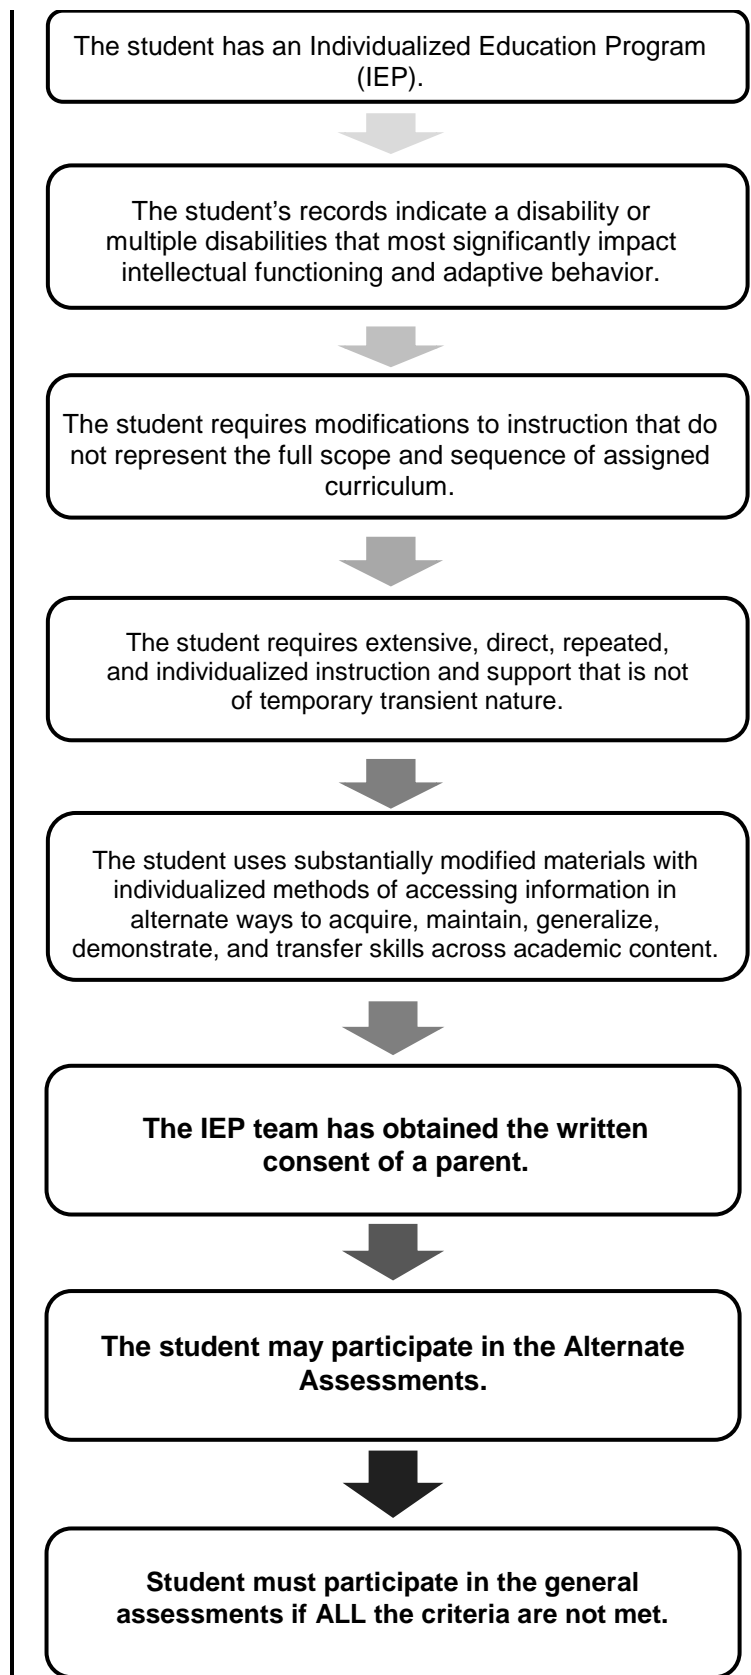 The student has an Individualized Education Program
(IEP).
The student’s records indicate a disability or
multiple disabilities that most significantly impact
intellectual functioning and adaptive behavior.
The student requires modifications to instruction that do
not represent the full scope and sequence of assigned
curriculum.
The student requires extensive, direct, repeated,
and individualized instruction and support that is not
of temporary transient nature.
The student uses substantially modified materials with
individualized methods of accessing information in
alternate ways to acquire, maintain, generalize,
demonstrate, and transfer skills across academic content.
The IEP team has obtained the written
consent of a parent.
The student may participate in the Alternate
Assessments.
Student must participate in the general
assessments if ALL the criteria are not met.